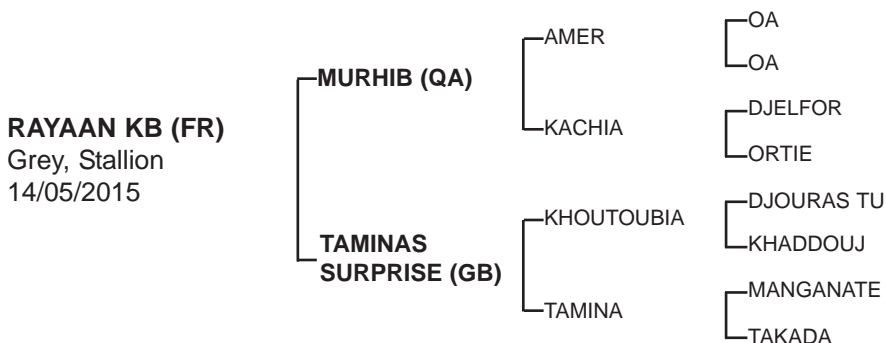 RAYAAN KB (FR)
Grey, Stallion
14/05/2015
MURHIB (QA)
TAMINAS
SURPRISE (GB)
AMER
KACHIA
KHOUTOUBIA
TAMINA
OA
OA
DJELFOR
ORTIE
DJOURAS TU
KHADDOUJ
MANGANATE
TAKADA